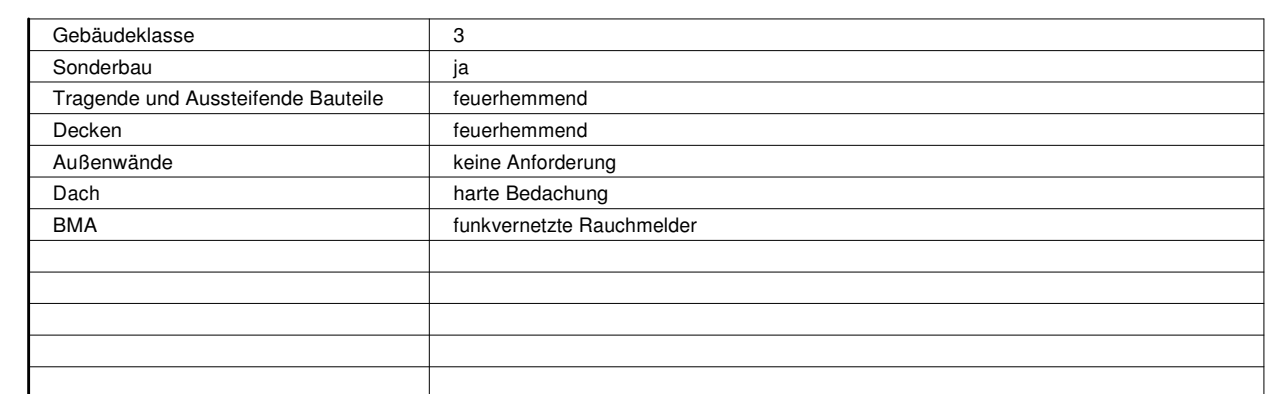 Gebäudeklasse 3
Sonderbau ja
Tragende und Aussteifende Bauteile feuerhemmend
Decken feuerhemmend
Außenwände keine Anforderung
Dach harte Bedachung
BMA funkvernetzte Rauchmelder